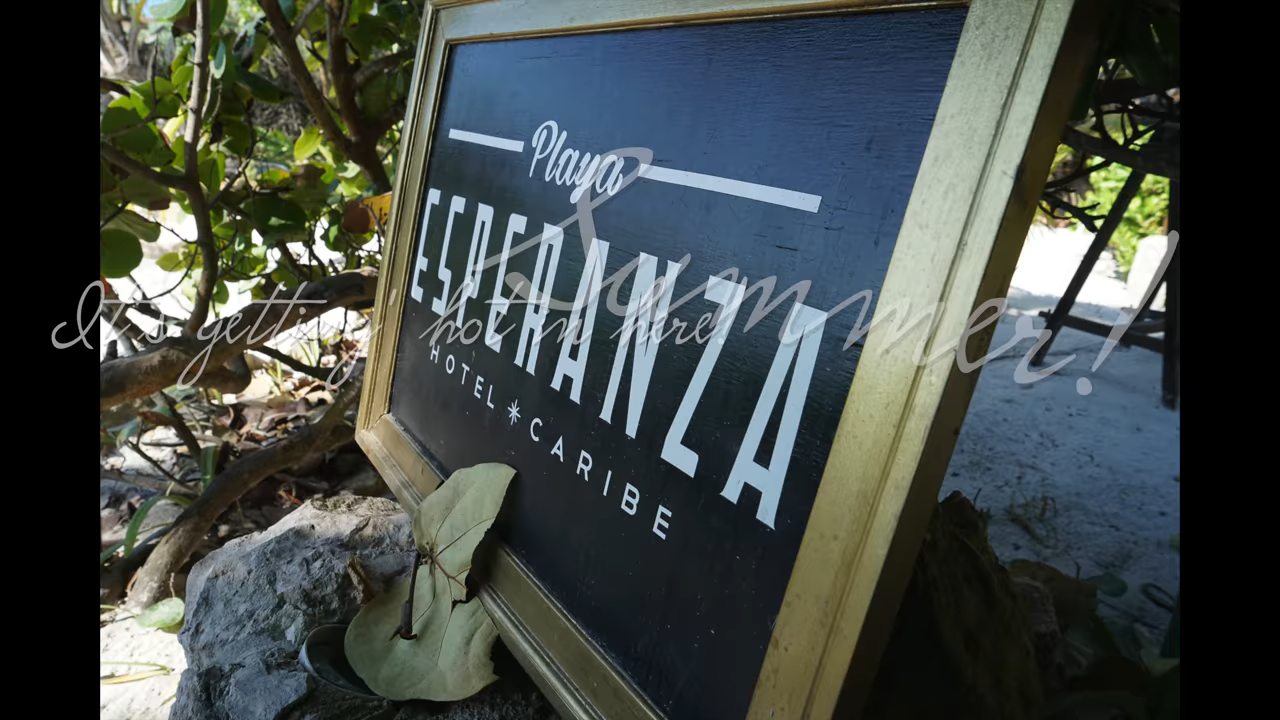 Playa
ESPERANZA
HOTEL * CARIBE
It's getting' hot in here!
Summer!